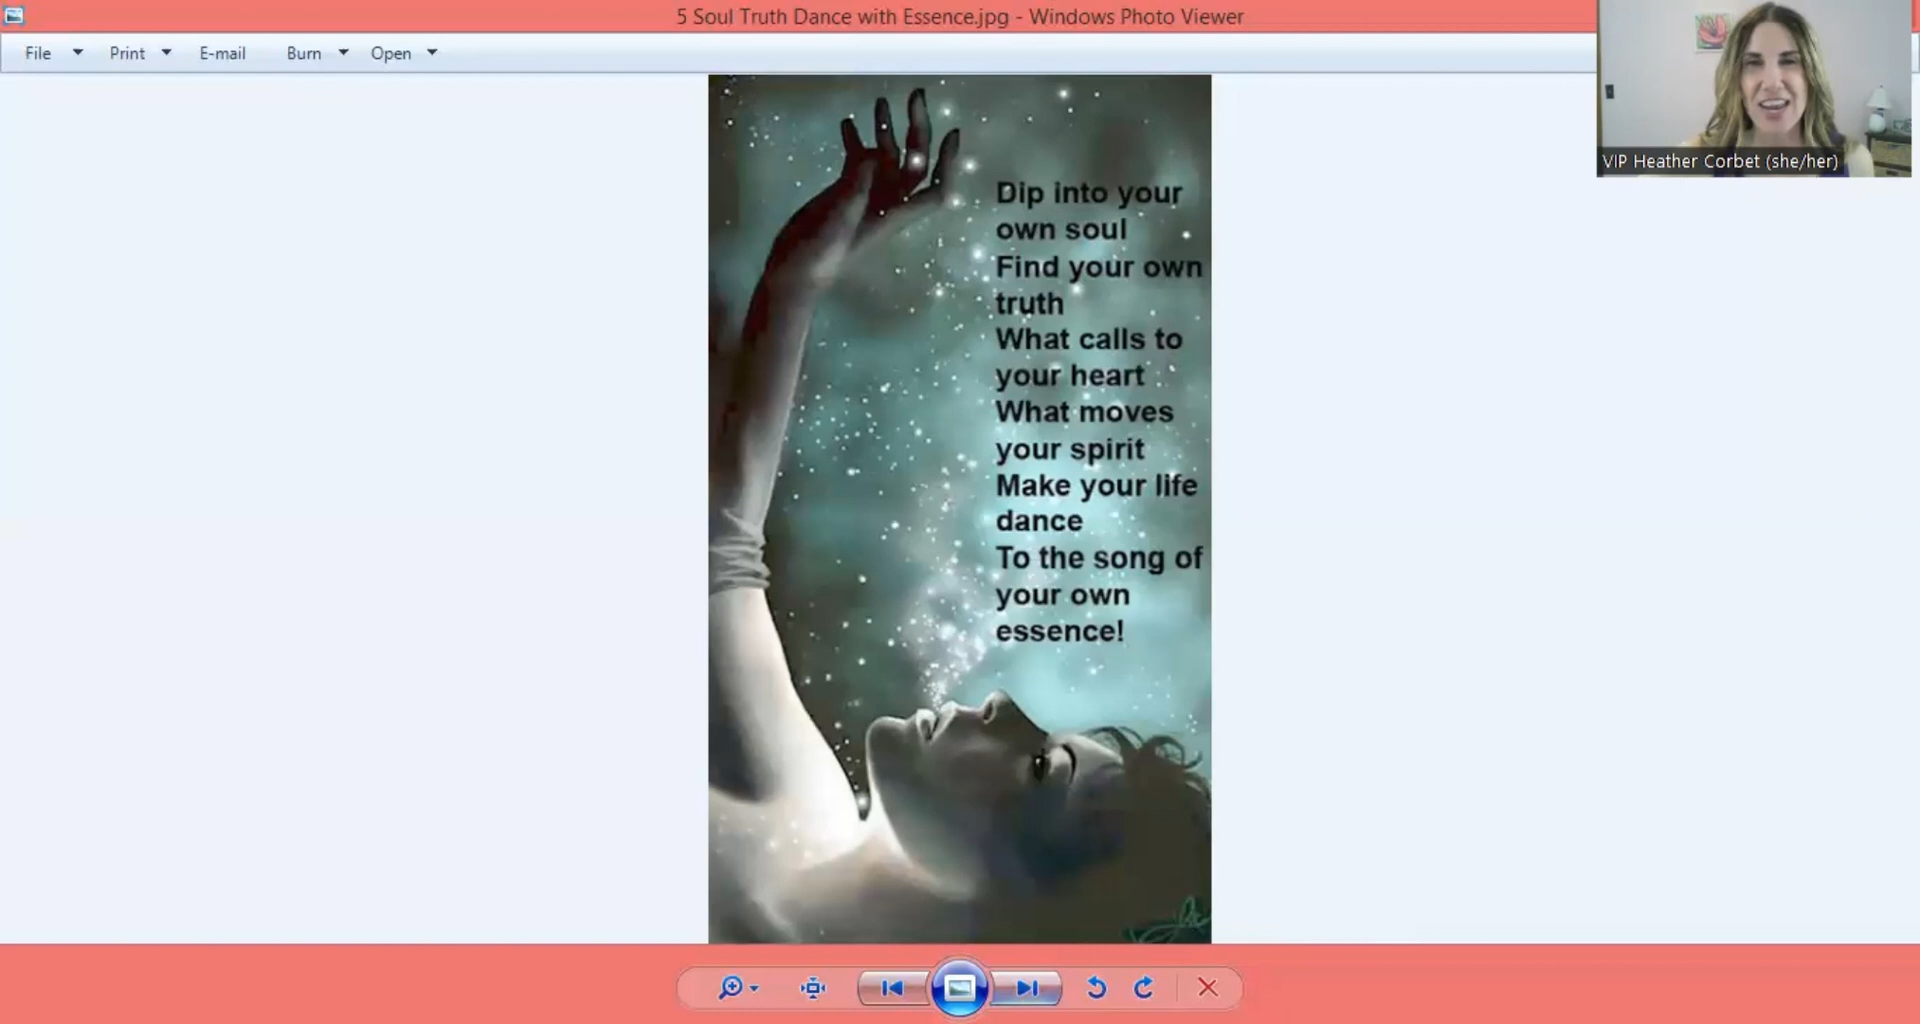 5 Soul Truth Dance with Essence.jpg - Windows Photo Viewer
File Print E-mail Burn Open
VIP Heather Corbet (she/her)
Dip into your
own soul
Find your own
truth
What calls to
your heart
What moves
your spirit
Make your life
dance
To the song of
your own
essence!